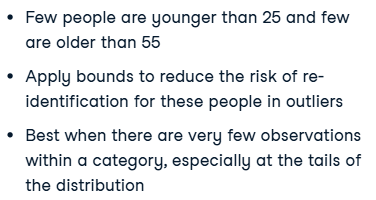 • Few people are younger than 25 and few
are older than 55
• Apply bounds to reduce the risk of re-
identification for these people in outliers
• Best when there are very few observations
within a category, especially at the tails of
the distribution